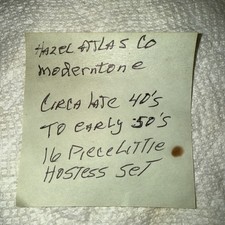 HAZEL ATLAS CO
moderntone
CIRCA LATE 40'S
TO EARLY 50'S
16 PIECE LITTLE
HOSTESS SET